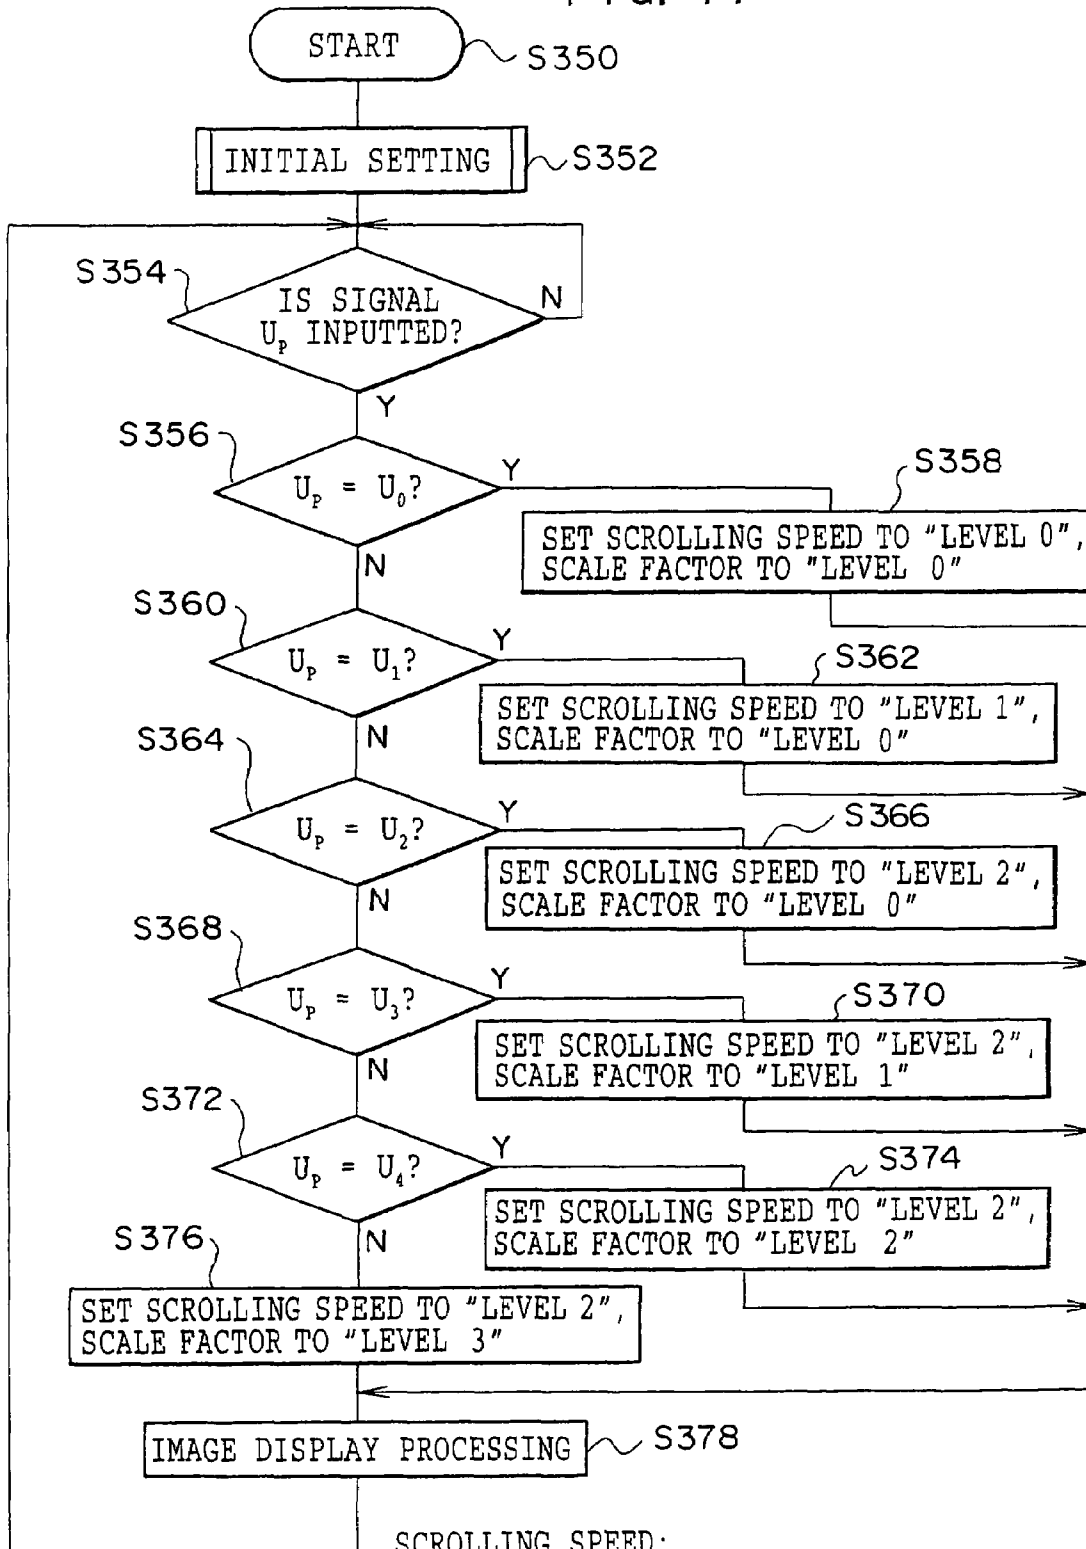 START
S350
INITIAL SETTING
S352
S354
IS SIGNAL
U_P INPUTTED?
N
Y
S356
U_P = U_0?
Y
N
S358
SET SCROLLING SPEED TO "LEVEL 0",
SCALE FACTOR TO "LEVEL 0"
S360
U_P = U_1?
Y
N
S362
SET SCROLLING SPEED TO "LEVEL 1",
SCALE FACTOR TO "LEVEL 0"
S364
U_P = U_2?
Y
N
S366
SET SCROLLING SPEED TO "LEVEL 2",
SCALE FACTOR TO "LEVEL 0"
S368
U_P = U_3?
Y
N
S370
SET SCROLLING SPEED TO "LEVEL 2",
SCALE FACTOR TO "LEVEL 1"
S372
U_P = U_4?
Y
N
S374
SET SCROLLING SPEED TO "LEVEL 2",
SCALE FACTOR TO "LEVEL 2"
S376
SET SCROLLING SPEED TO "LEVEL 2",
SCALE FACTOR TO "LEVEL 3"
IMAGE DISPLAY PROCESSING
S378
SCROLLING SPEED: